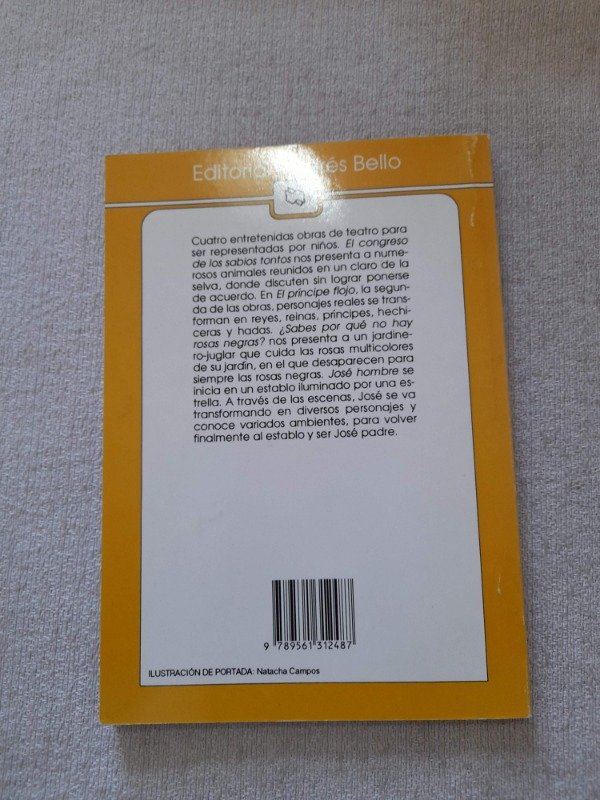 Editorial Andrés Bello
Cuatro entretenidas obras de teatro para
ser representadas por niños. El congreso
de los sabios tontos nos presenta a nume-
rosos animales reunidos en un claro de la
selva, donde discuten sin lograr ponerse
de acuerdo. En El príncipe flojo, la segun-
da de las obras, personajes reales se trans-
forman en reyes, reinas, príncipes, hechi-
ceras y hadas. ¿Sabes por qué no hay
rosas negras? nos presenta a un jardine-
ro-juglar que cuida las rosas multicolores
de su jardín, en el que desaparecen para
siempre las rosas negras. José hombre se
inicia en un establo iluminado por una es-
trella. A través de las escenas, José se va
transformando en diversos personajes y
conoce variados ambientes, para volver
finalmente al establo y ser José padre.
9 789561 312487
ILUSTRACIÓN DE PORTADA: Natacha Campos